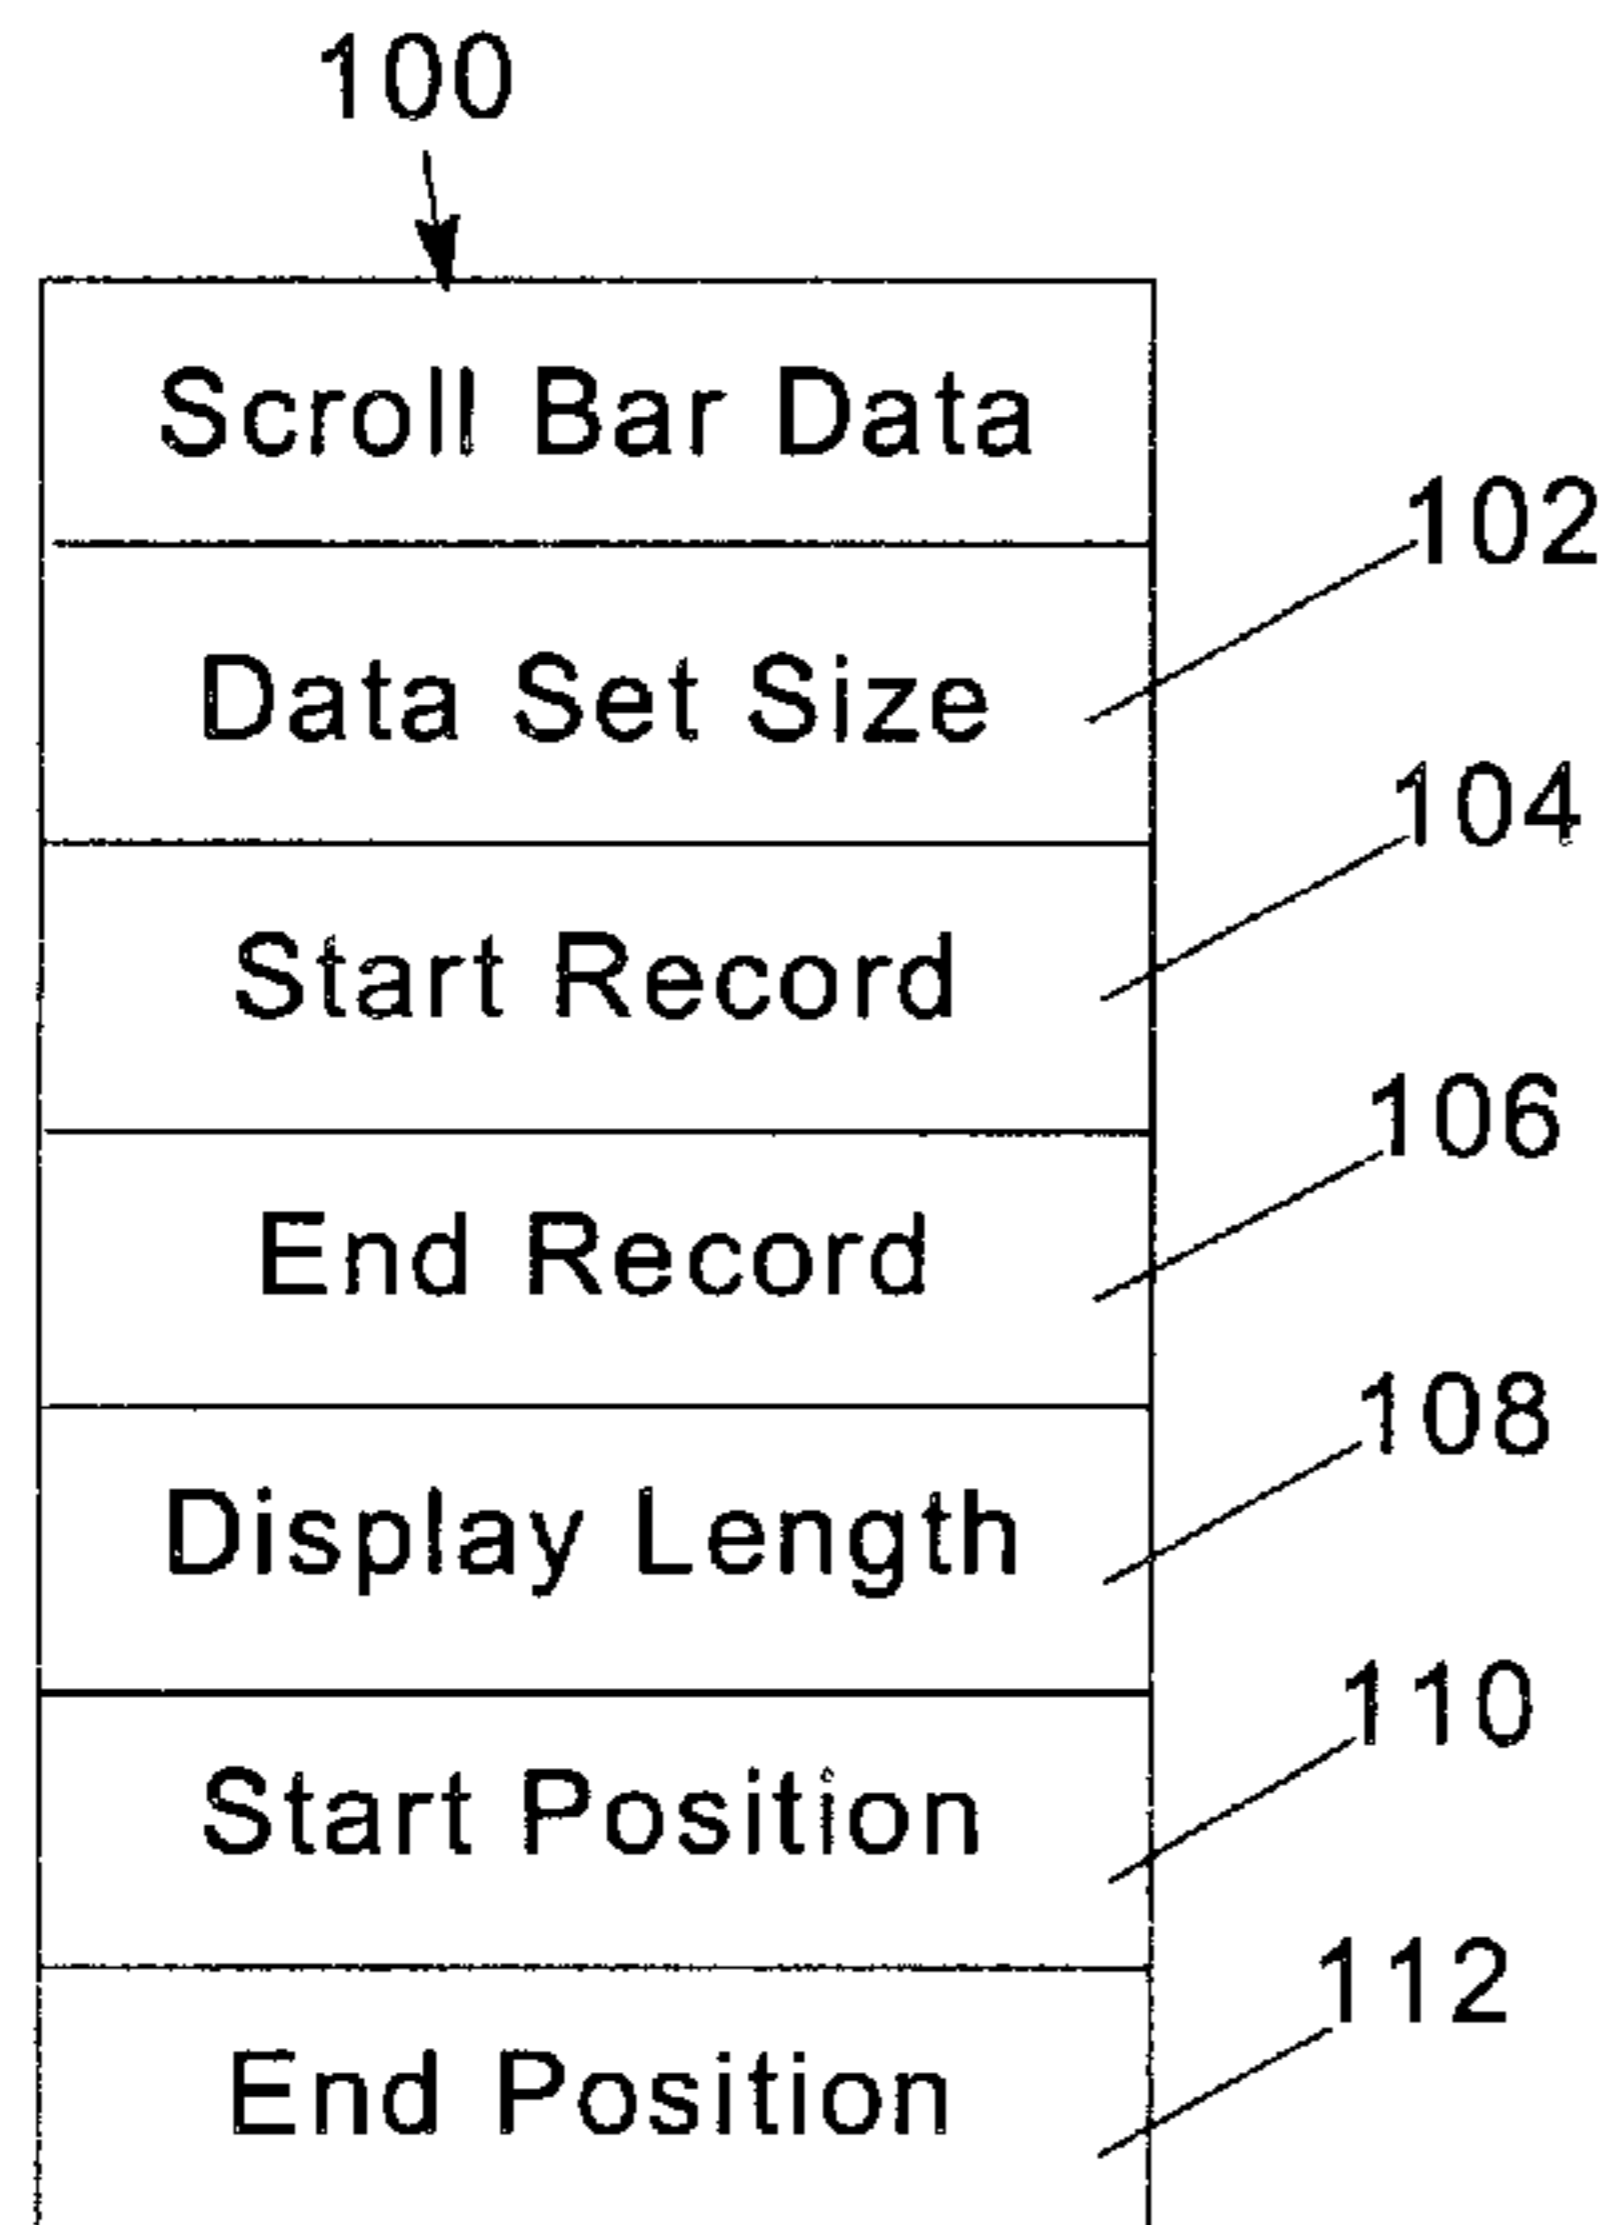 100
Scroll Bar Data
102
Data Set Size
104
Start Record
106
End Record
108
Display Length
110
Start Position
112
End Position